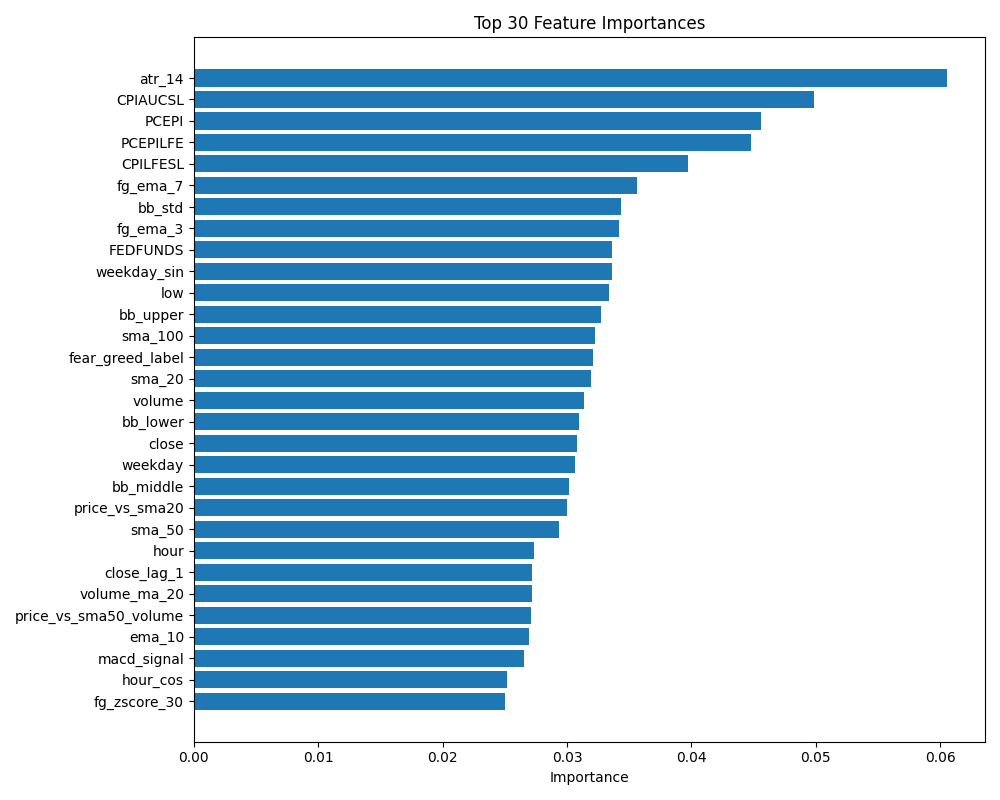 Top 30 Feature Importances
atr_14
CPIAUCSL
PCEPI
PCEPILFE
CPILFESL
fg_ema_7
bb_std
fg_ema_3
FEDFUNDS
weekday_sin
low
bb_upper
sma_100
fear_greed_label
sma_20
volume
bb_lower
close
weekday
bb_middle
price_vs_sma20
sma_50
hour
close_lag_1
volume_ma_20
price_vs_sma50_volume
ema_10
macd_signal
hour_cos
fg_zscore_30
0.00 0.01 0.02 0.03 0.04 0.05 0.06
Importance